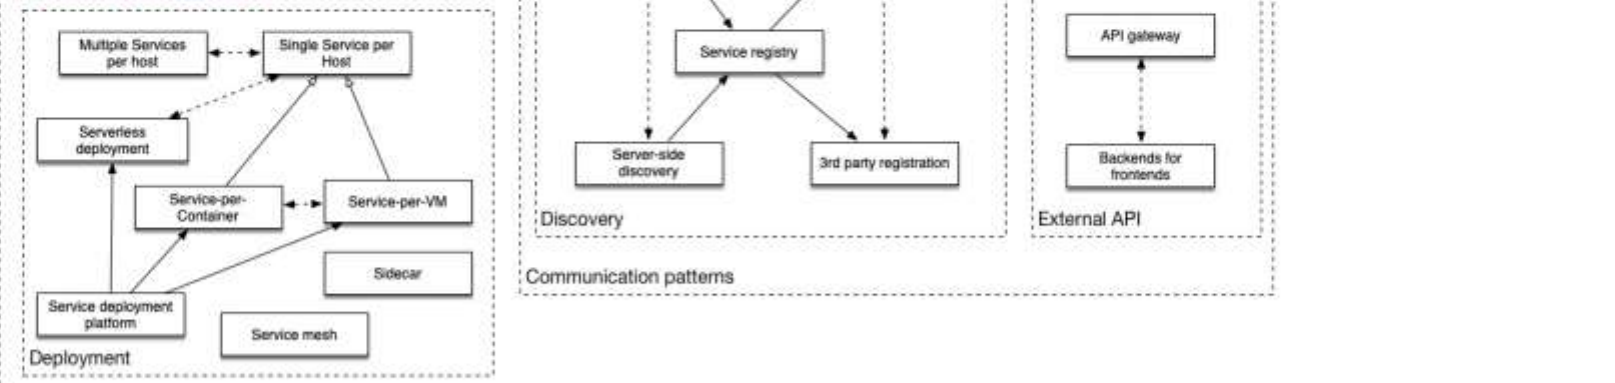 Multiple Services
per host
Single Service per
Host
Serverless
deployment
Service-per-
Container
Service-per-VM
Sidecar
Service deployment
platform
Service mesh
Deployment
Service registry
Server-side
discovery
3rd party registration
Discovery
API gateway
Backends for
frontends
External API
Communication patterns